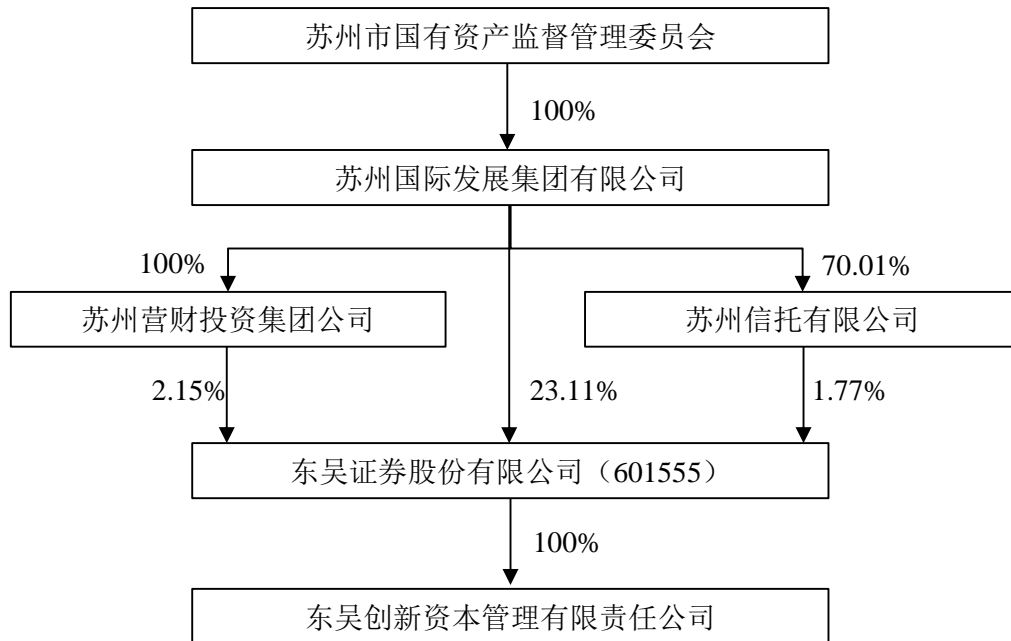 苏州市国有资产监督管理委员会
100%
苏州国际发展集团有限公司
100%
70.01%
苏州营财投资集团公司
苏州信托有限公司
2.15%
23.11%
1.77%
东吴证券股份有限公司（601555）
100%
东吴创新资本管理有限责任公司